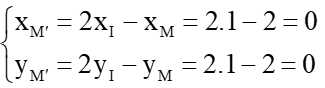 x_{M'} = 2x_I − x_M = 2.1 − 2 = 0
y_{M'} = 2y_I − y_M = 2.1 − 2 = 0